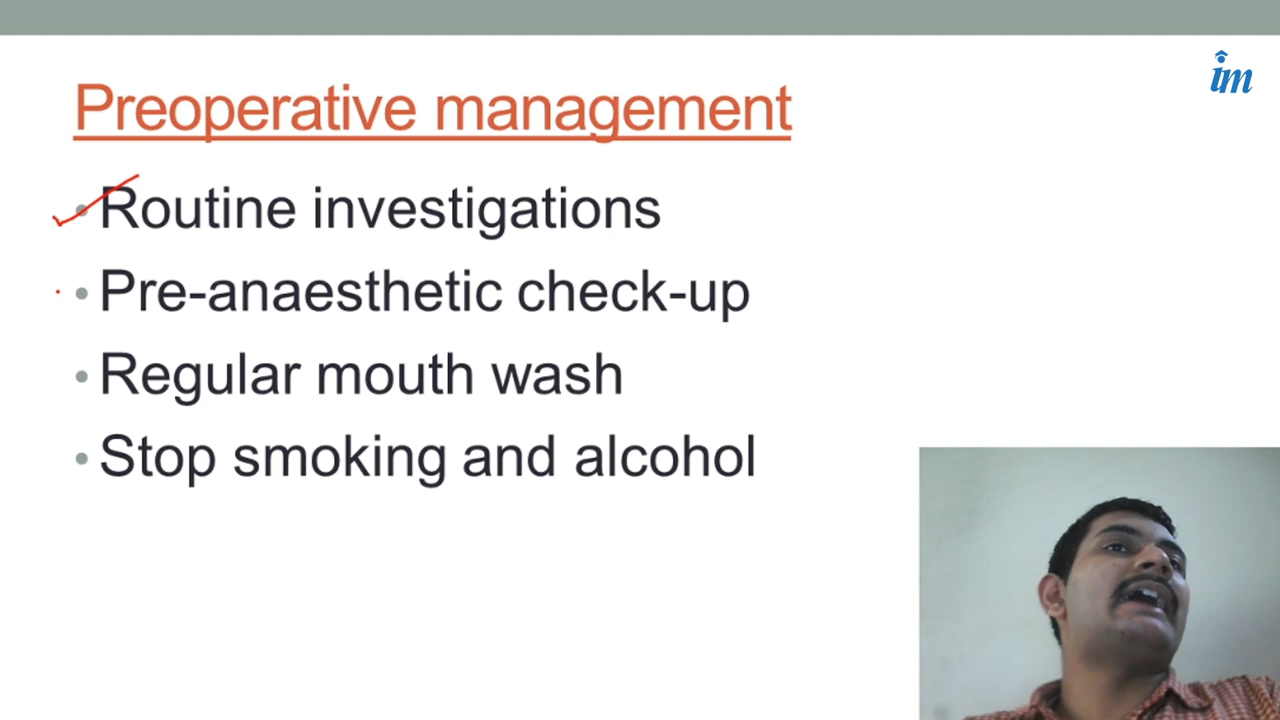 im
Preoperative management
• Routine investigations
• Pre-anaesthetic check-up
• Regular mouth wash
• Stop smoking and alcohol